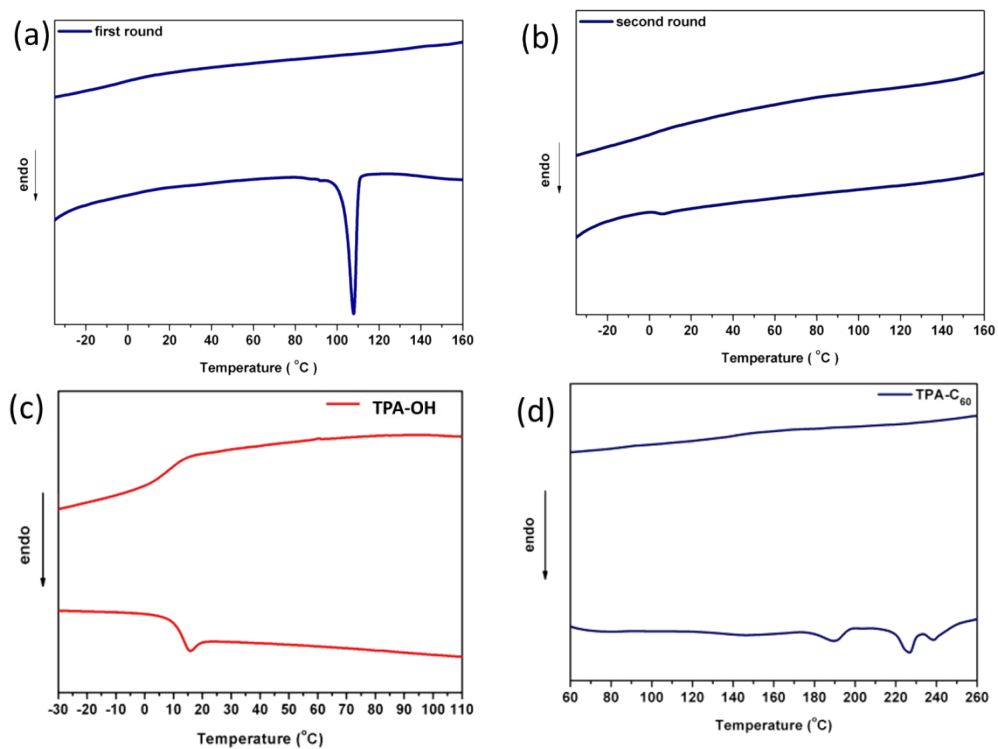 (a)
first round
endo
-20 0 20 40 60 80 100 120 140 160
Temperature ( °C )
(b)
second round
endo
-20 0 20 40 60 80 100 120 140 160
Temperature ( °C )
(c)
TPA-OH
endo
-30 -20 -10 0 10 20 30 40 50 60 70 80 90 100 110
Temperature (°C)
(d)
TPA-C₆₀
endo
60 80 100 120 140 160 180 200 220 240 260
Temperature (°C)